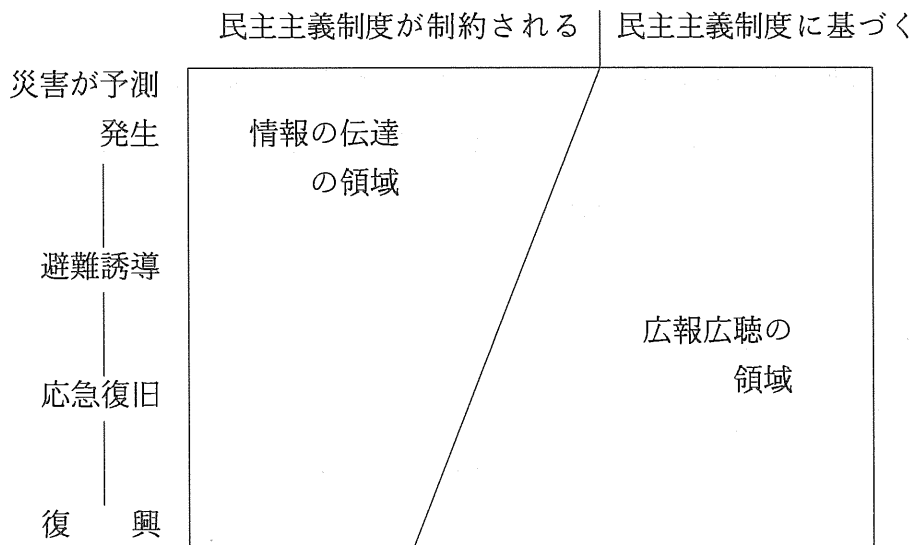 民主主義制度が制約される
民主主義制度に基づく
災害が予測
発生
情報の伝達
の領域
避難誘導
広報広聴の
領域
応急復旧
復 興